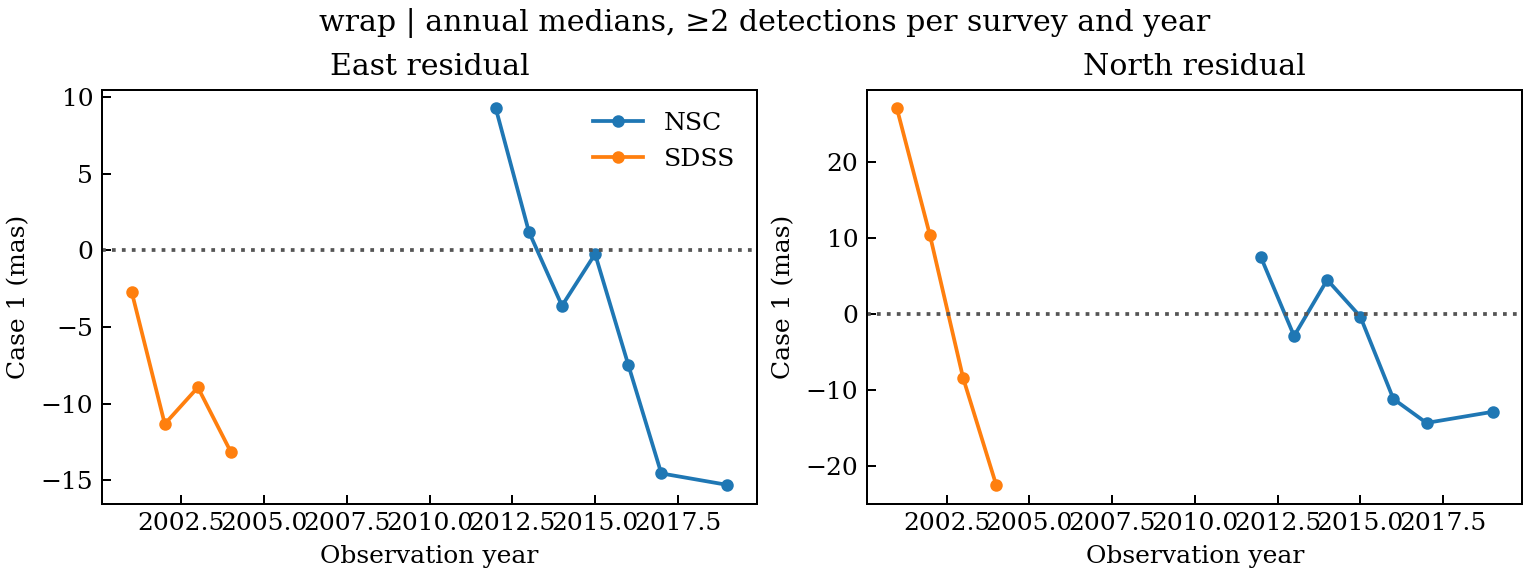 wrap | annual medians, ≥2 detections per survey and year
East residual
10
5
0
−5
−10
−15
Case 1 (mas)
NSC
SDSS
2002.5 2005.0 2007.5 2010.0 2012.5 2015.0 2017.5
Observation year
North residual
20
10
0
−10
−20
Case 1 (mas)
2002.5 2005.0 2007.5 2010.0 2012.5 2015.0 2017.5
Observation year